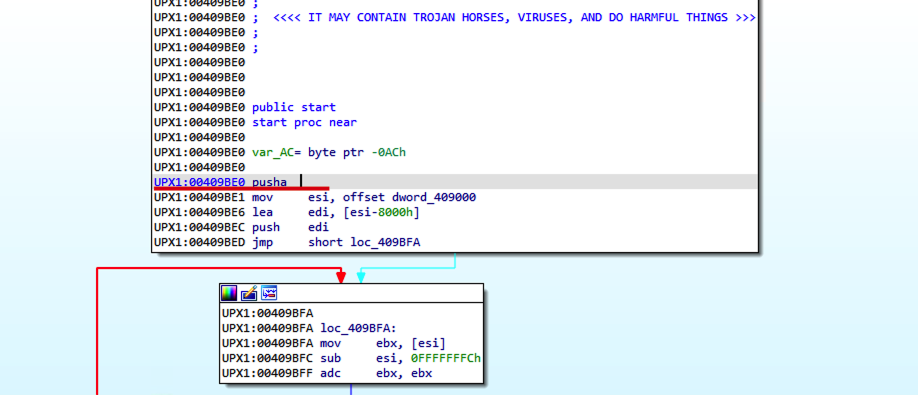 UPX1:00409BE0 ;
UPX1:00409BE0 ;  <<<< IT MAY CONTAIN TROJAN HORSES, VIRUSES, AND DO HARMFUL THINGS >>>
UPX1:00409BE0 ;
UPX1:00409BE0 ;
UPX1:00409BE0
UPX1:00409BE0
UPX1:00409BE0
UPX1:00409BE0 public start
UPX1:00409BE0 start proc near
UPX1:00409BE0
UPX1:00409BE0 var_AC= byte ptr -0ACh
UPX1:00409BE0
UPX1:00409BE0 pusha
UPX1:00409BE1 mov     esi, offset dword_409000
UPX1:00409BE6 lea     edi, [esi-8000h]
UPX1:00409BEC push    edi
UPX1:00409BED jmp     short loc_409BFA
UPX1:00409BFA
UPX1:00409BFA loc_409BFA:
UPX1:00409BFA mov     ebx, [esi]
UPX1:00409BFC sub     esi, 0FFFFFFFCh
UPX1:00409BFF adc     ebx, ebx